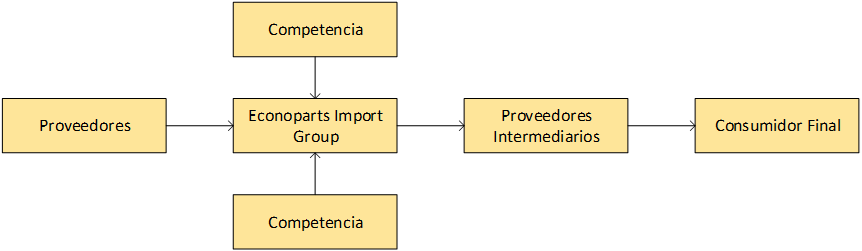 Competencia
Proveedores
Econoparts Import
Group
Proveedores
Intermediarios
Consumidor Final
Competencia